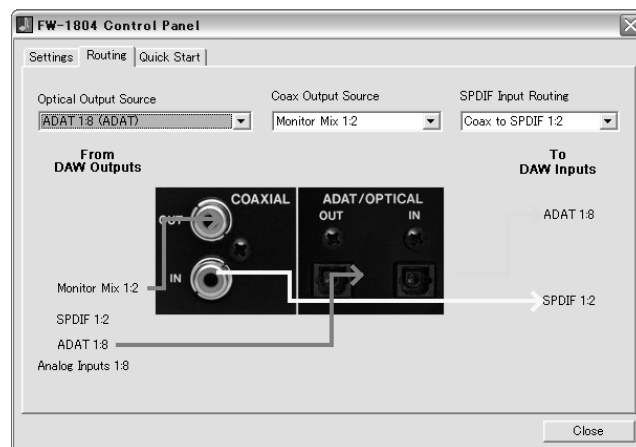 FW-1804 Control Panel
Settings Routing Quick Start
Optical Output Source Coax Output Source SPDIF Input Routing
ADAT 1:8 (ADAT) Monitor Mix 1:2 Coax to SPDIF 1:2
From
DAW Outputs
To
DAW Inputs
COAXIAL ADAT/OPTICAL
OUT OUT IN
ADAT 1:8
IN
Monitor Mix 1:2
SPDIF 1:2
SPDIF 1:2
ADAT 1:8
Analog Inputs 1:8
Close